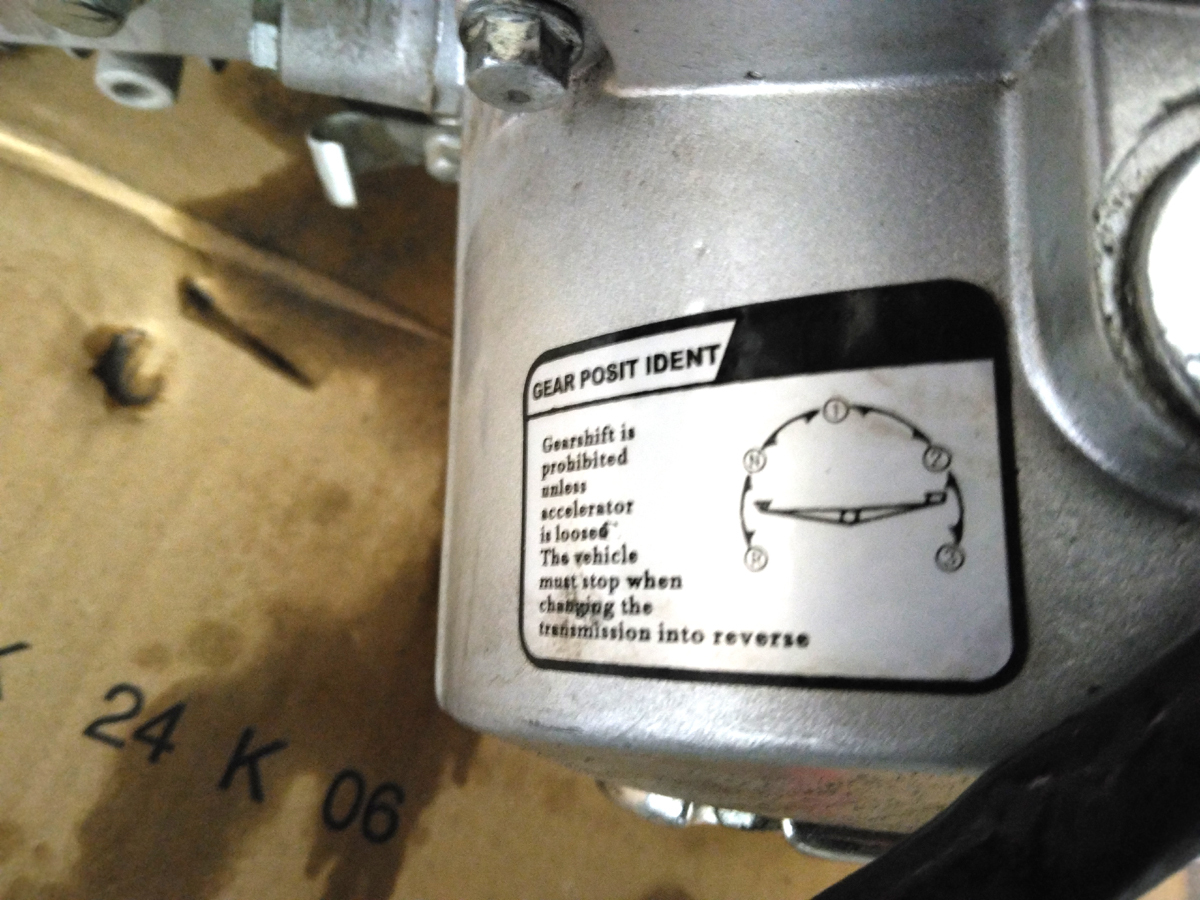 GEAR POSIT IDENT
Gearshift is
prohibited
unless
accelerator
is loosed
The vehicle
must stop when
changing the
transmission into reverse
1
N
2
R
3
24 K 06